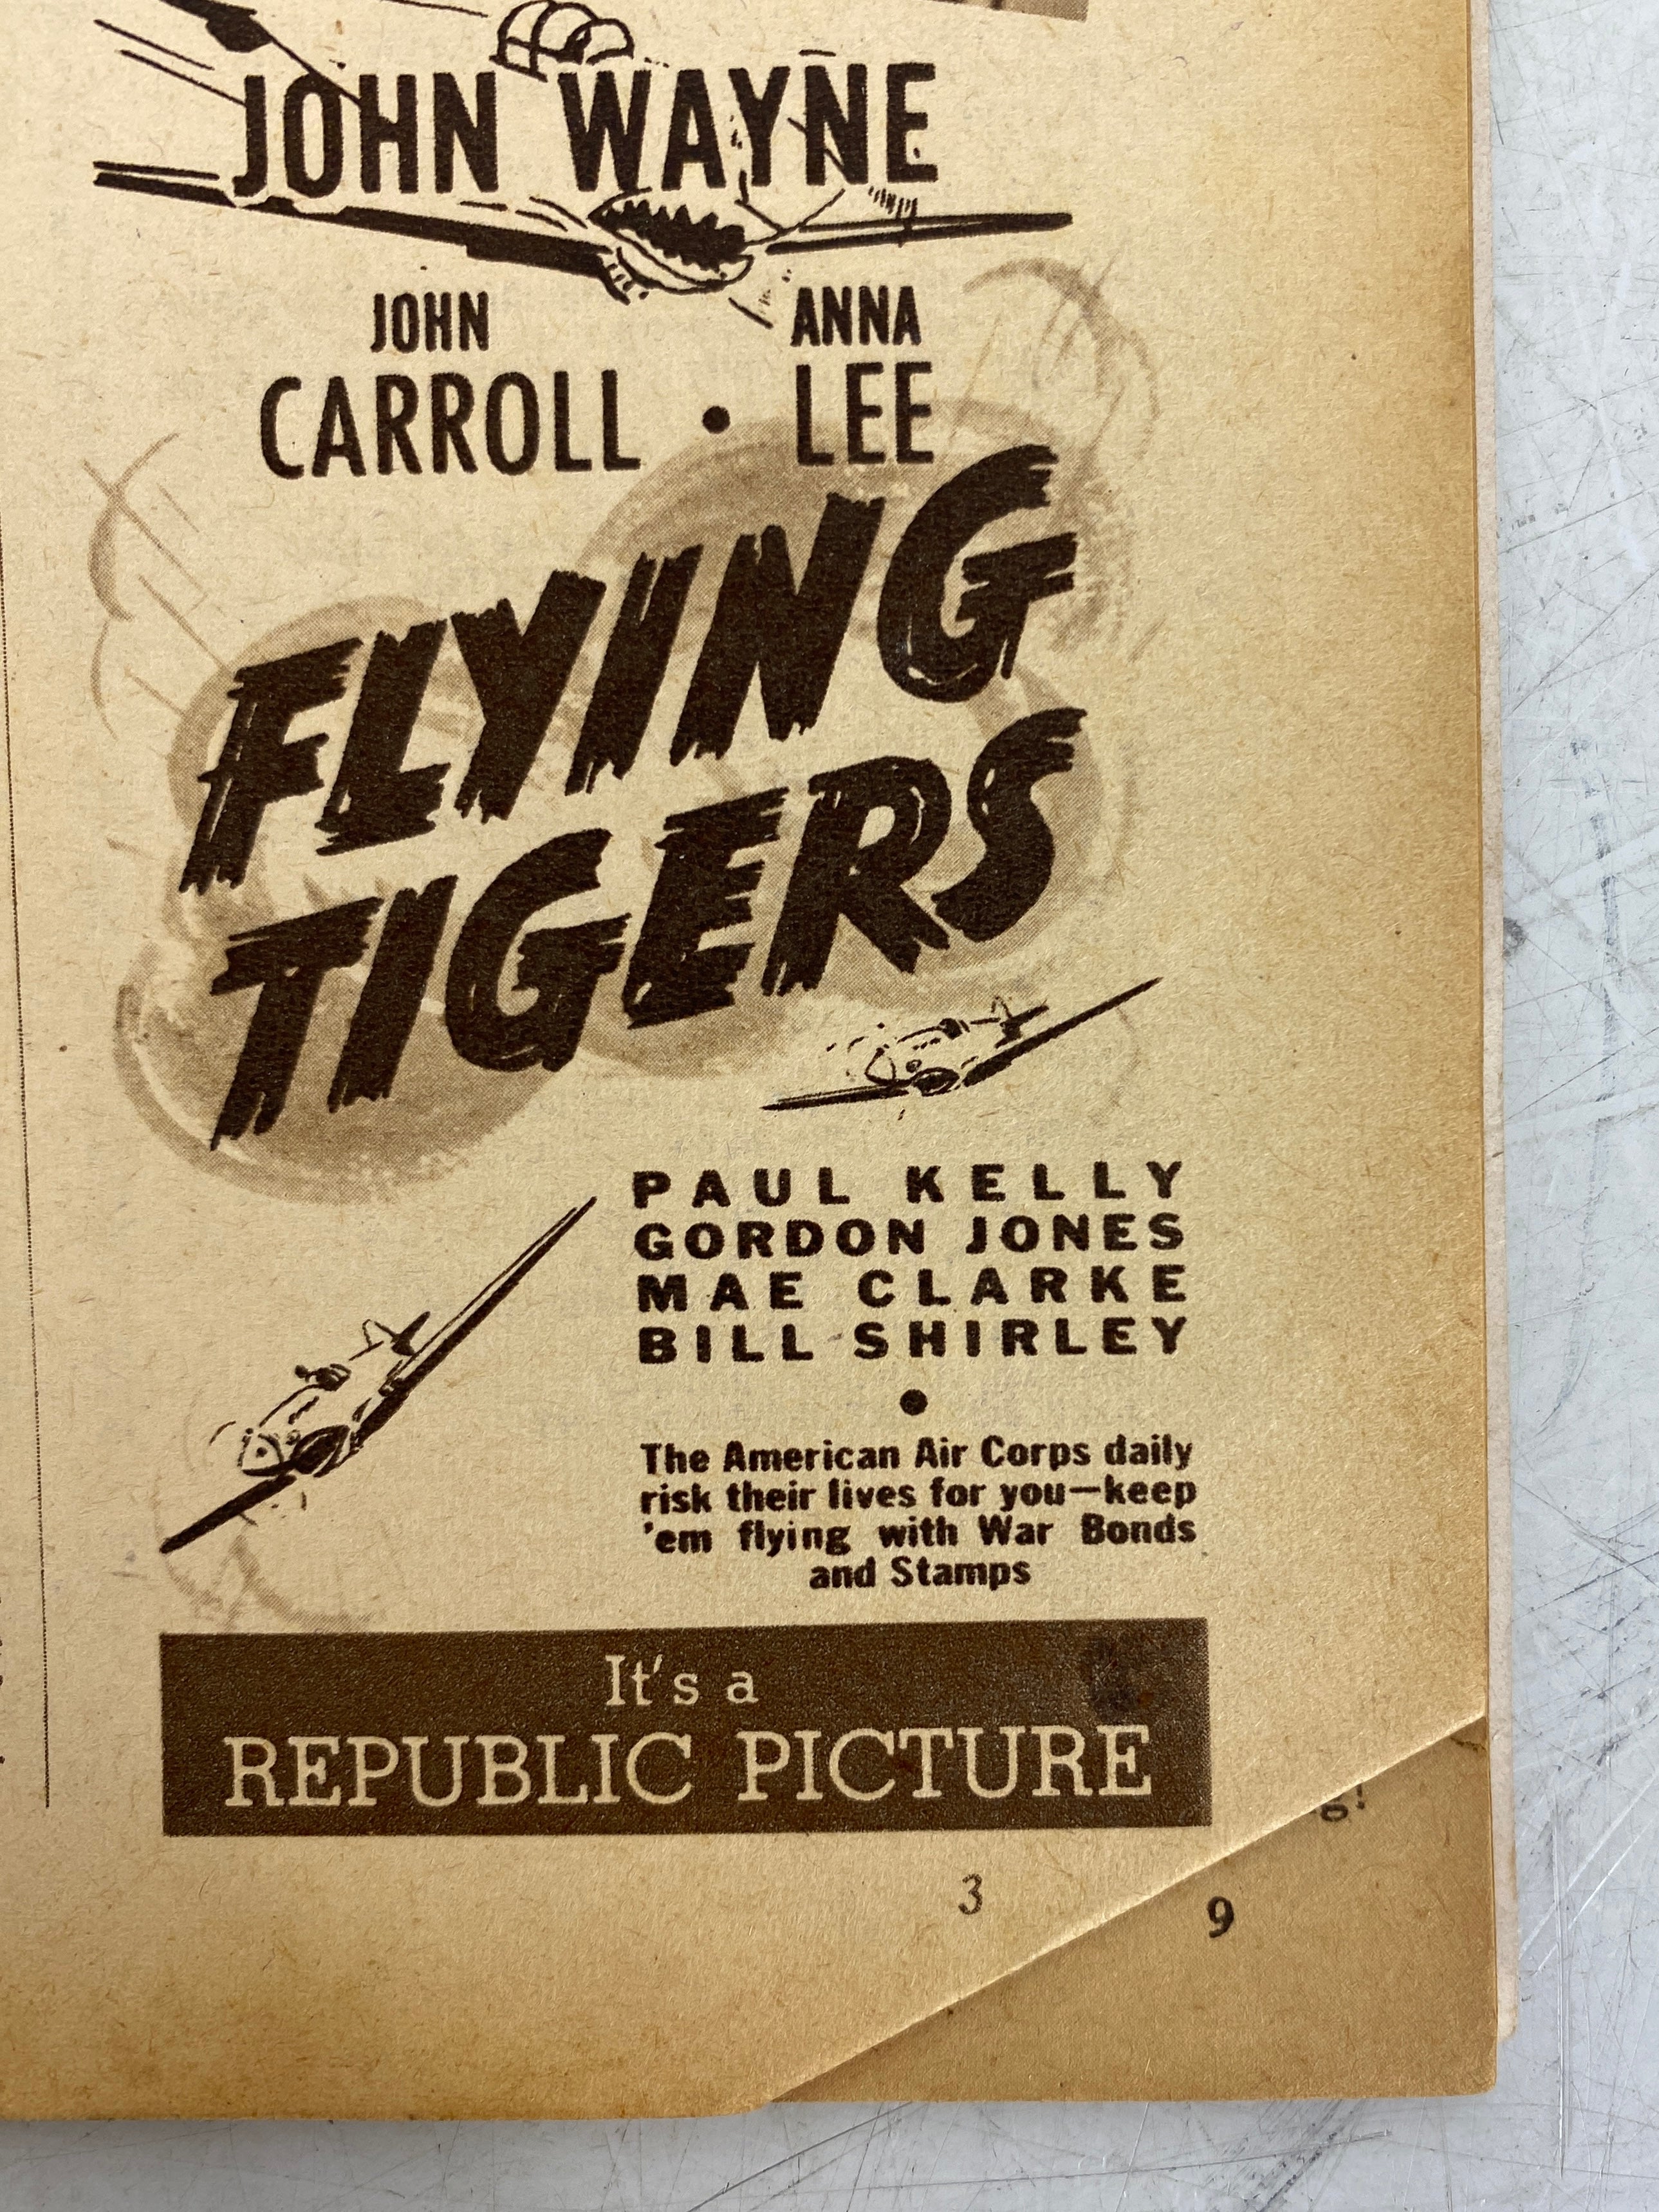 JOHN WAYNE
JOHN CARROLL • ANNA LEE
FLYING
TIGERS
PAUL KELLY
GORDON JONES
MAE CLARKE
BILL SHIRLEY
•
The American Air Corps daily
risk their lives for you—keep
'em flying with War Bonds
and Stamps
It's a
REPUBLIC PICTURE
g!
3
9